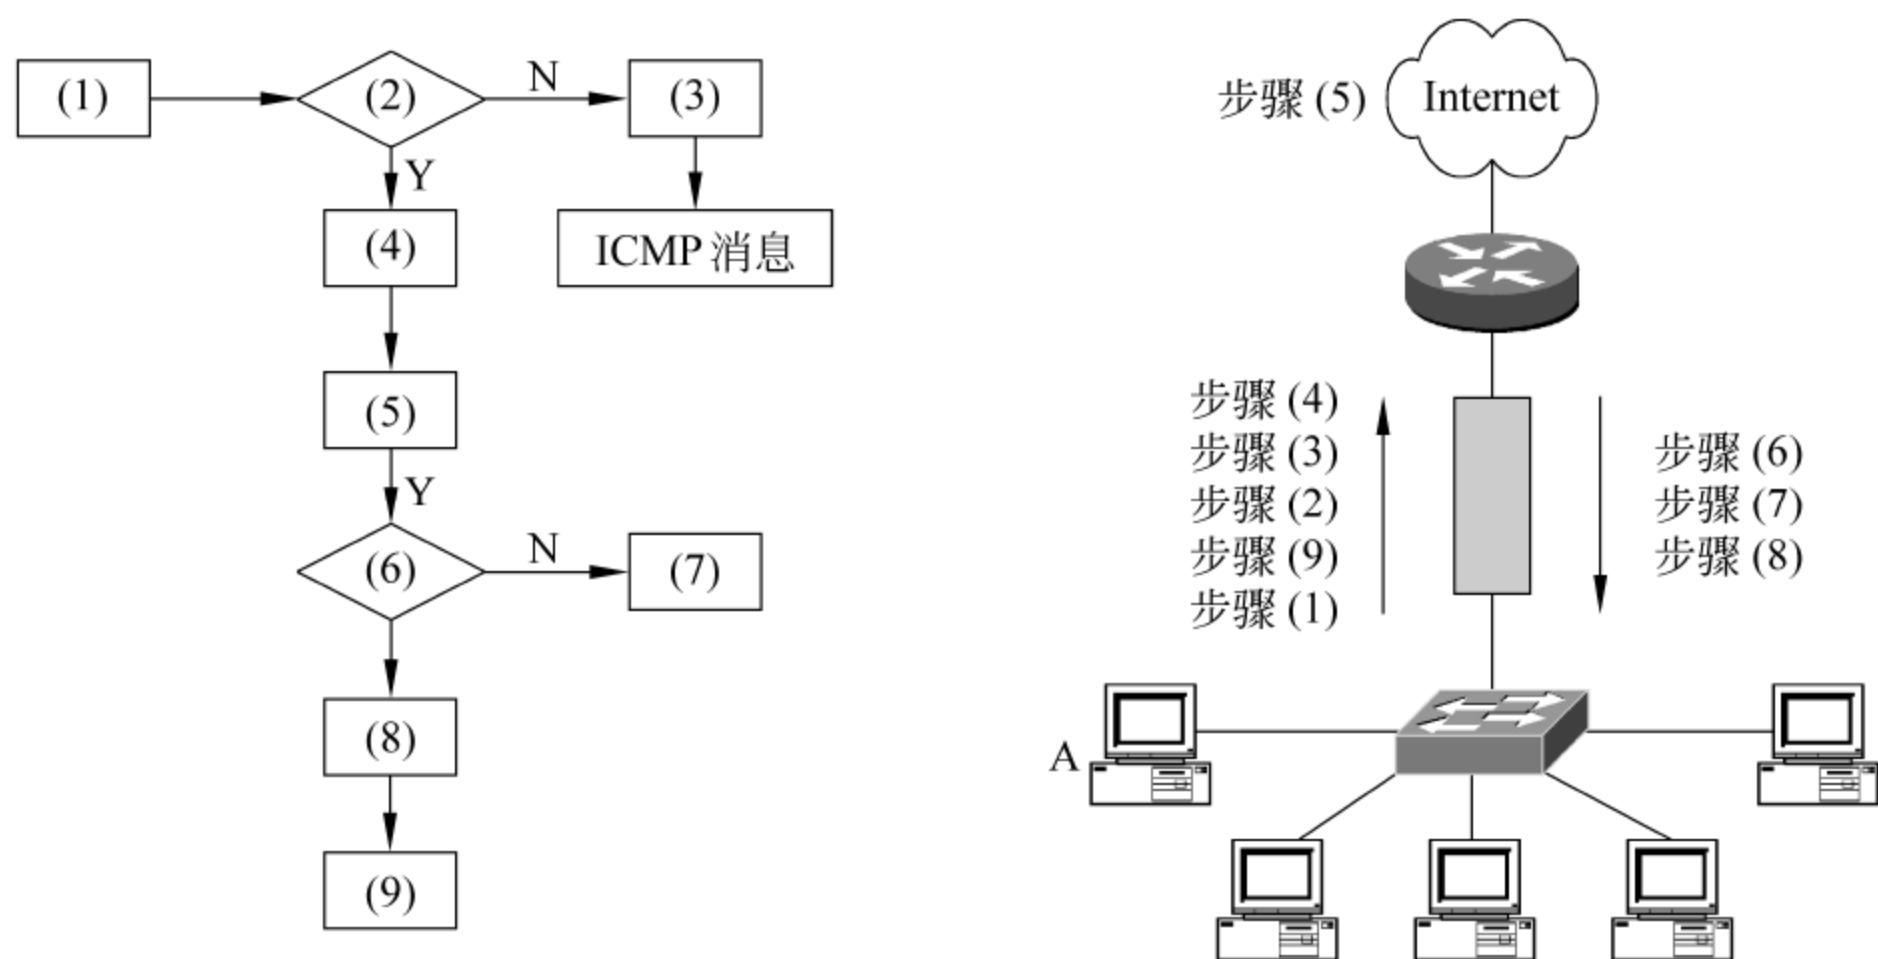 (1)
(2)
N
(3)
Y
(4)
ICMP 消息
(5)
Y
(6)
N
(7)
(8)
(9)
步骤 (5)
Internet
步骤 (4)
步骤 (3)
步骤 (2)
步骤 (9)
步骤 (1)
步骤 (6)
步骤 (7)
步骤 (8)
A